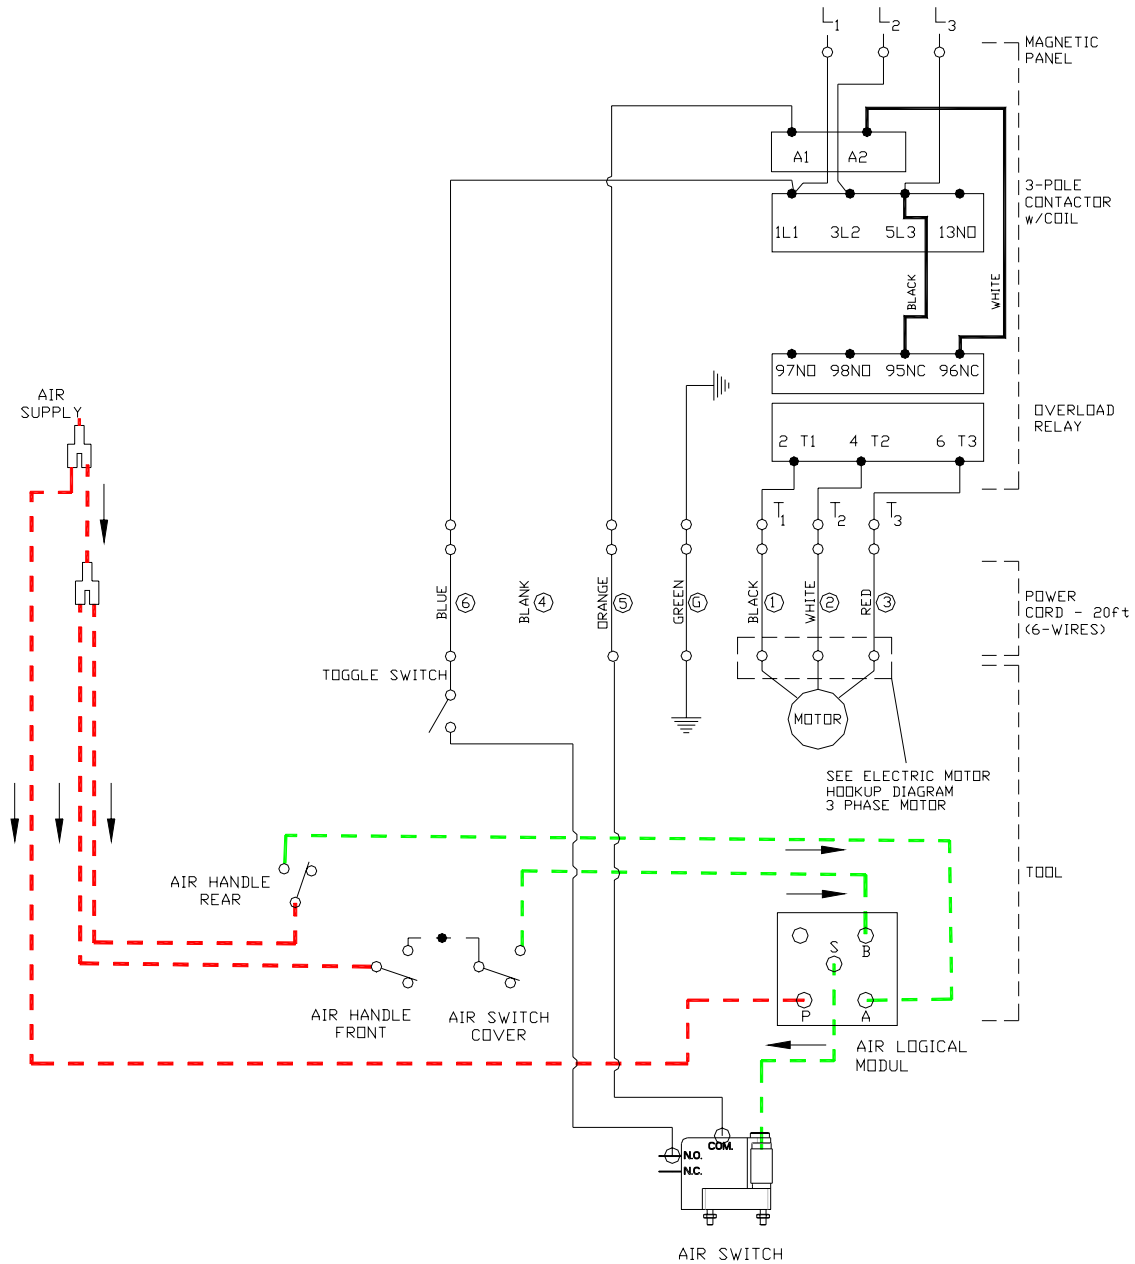 L1 L2 L3
MAGNETIC
PANEL
A1 A2
3-POLE
CONTACTOR
W/COIL
1L1 3L2 5L3 13NO
BLACK
WHITE
97NO 98NO 95NC 96NC
AIR
SUPPLY
OVERLOAD
RELAY
2 T1 4 T2 6 T3
T1 T2 T3
BLUE 6
BLANK 4
ORANGE 5
GREEN G
BLACK 1
WHITE 2
RED 3
POWER
CORD - 20ft
(6-WIRES)
TOGGLE SWITCH
MOTOR
SEE ELECTRIC MOTOR
HOOKUP DIAGRAM
3 PHASE MOTOR
TOOL
AIR HANDLE
REAR
S
B
P
A
AIR HANDLE
FRONT
AIR SWITCH
COVER
AIR LOGICAL
MODUL
COM.
N.O.
N.C.
AIR SWITCH